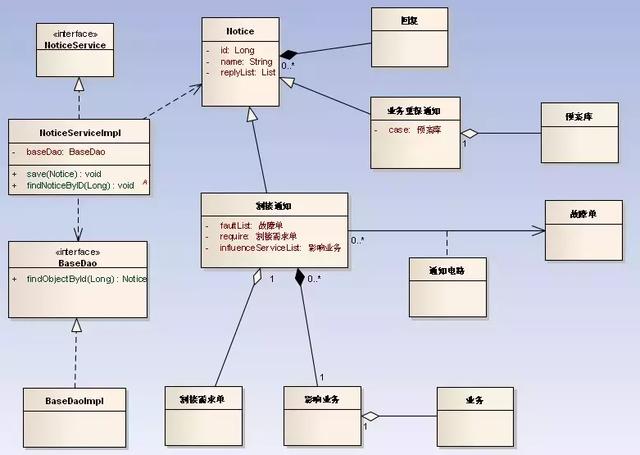 «interface»
NoticeService
Notice
- id: Long
- name: String
- replyList: List
0..*
回复
NoticeServiceImpl
- baseDao: BaseDao
+ save(Notice) : void
+ findNoticeByID(Long) : void
业务重保通知
- case: 预案库
1
预案库
«interface»
BaseDao
+ findObjectById(Long) : Notice
割接通知
- faultList: 故障单
- require: 割接需求单
- influenceServiceList: 影响业务
0..*
故障单
通知电路
1
0..*
BaseDaoImpl
割接需求单
1
影响业务
1
业务